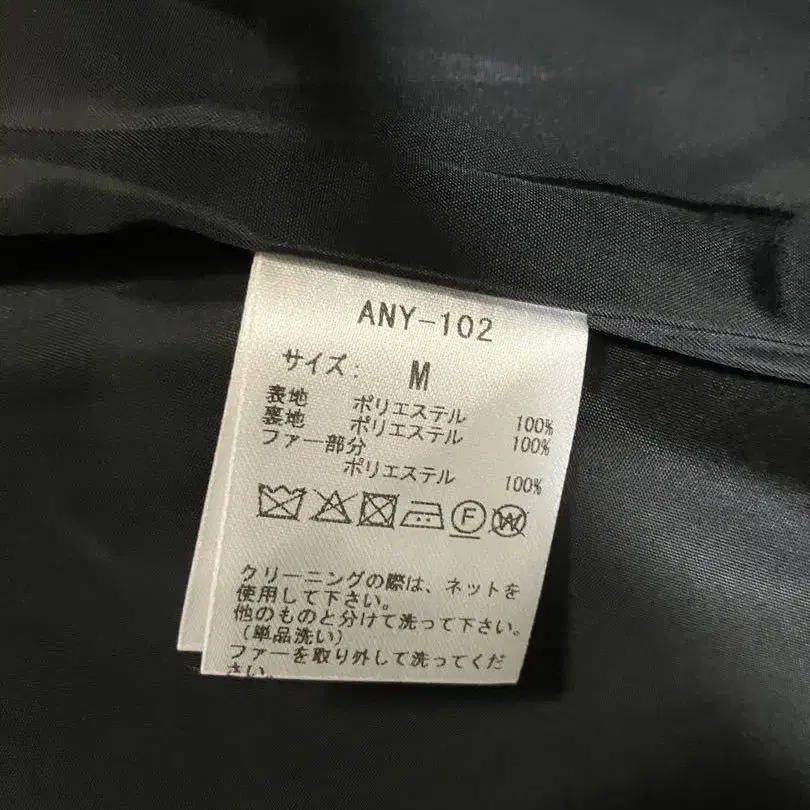 ANY-102
サイズ: M
表地 ポリエステル 100%
裏地 ポリエステル 100%
ファー部分
ポリエステル 100%
F W
クリーニングの際は、ネットを
使用して下さい。
他のものと分けて洗って下さい。
(単品洗い)
ファーを取り外して洗ってくだ
さい。